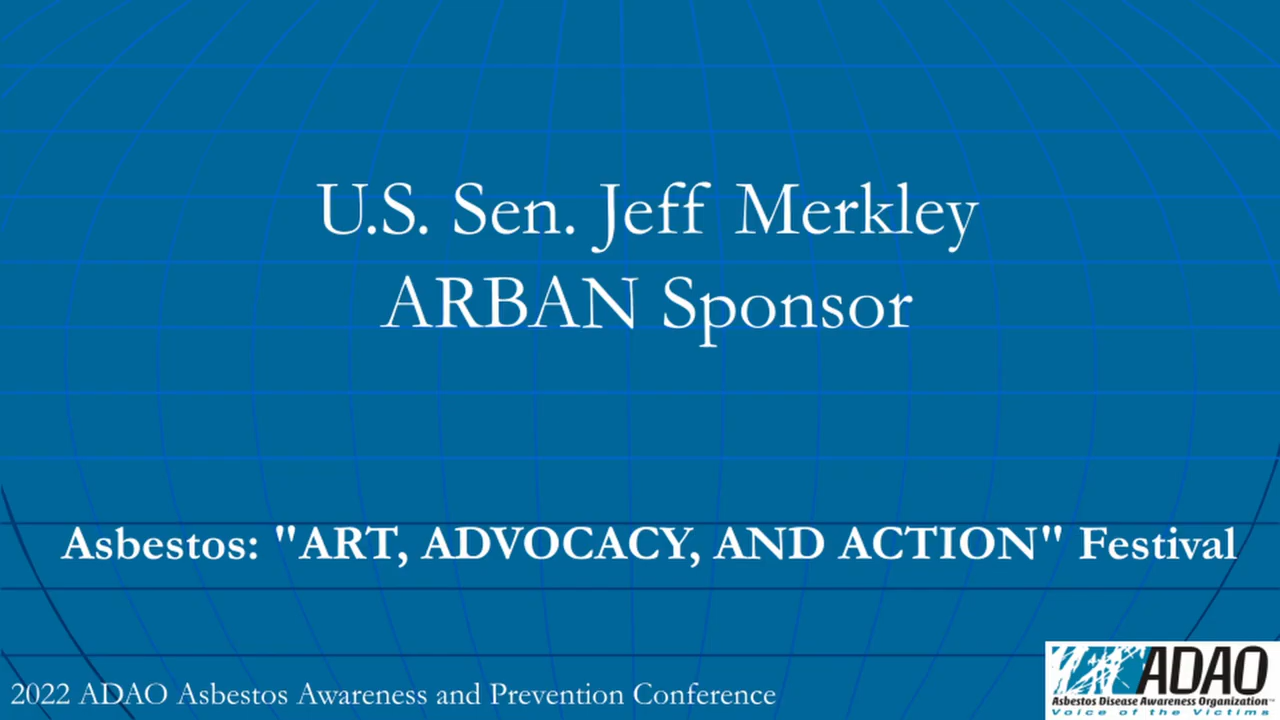 U.S. Sen. Jeff Merkley
ARBAN Sponsor
Asbestos: "ART, ADVOCACY, AND ACTION" Festival
2022 ADAO Asbestos Awareness and Prevention Conference
ADAO
Asbestos Disease Awareness Organization™
Voice of the Victims